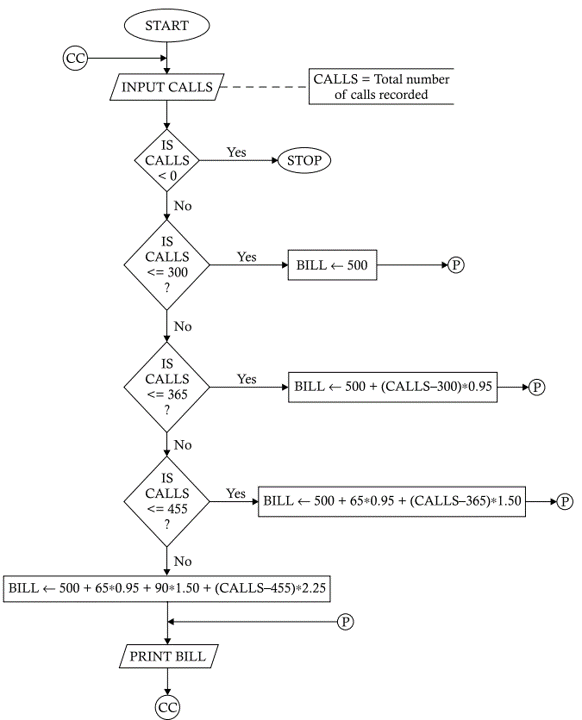 START
CC
INPUT CALLS
CALLS = Total number
of calls recorded
IS
CALLS
< 0
Yes
STOP
No
IS
CALLS
<= 300
?
Yes
BILL ← 500
P
No
IS
CALLS
<= 365
?
Yes
BILL ← 500 + (CALLS–300)*0.95
P
No
IS
CALLS
<= 455
?
Yes
BILL ← 500 + 65*0.95 + (CALLS–365)*1.50
P
No
BILL ← 500 + 65*0.95 + 90*1.50 + (CALLS–455)*2.25
P
PRINT BILL
CC